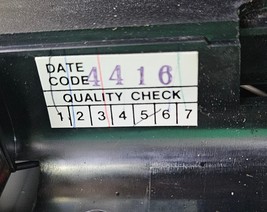 DATE
CODE 4416
QUALITY CHECK
1 2 3 4 5 6 7